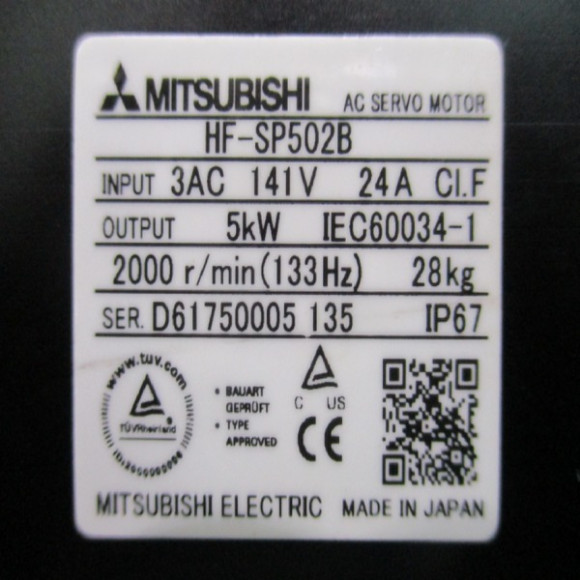 MITSUBISHI AC SERVO MOTOR
HF-SP502B
INPUT 3AC 141V 24A CI.F
OUTPUT 5kW IEC60034-1
2000 r/min(133Hz) 28kg
SER. D61750005 135 IP67
www.tuv.com
TÜVRheinland
• BAUART
GEPRÜFT
• TYPE
APPROVED
C US
CE
MITSUBISHI ELECTRIC MADE IN JAPAN